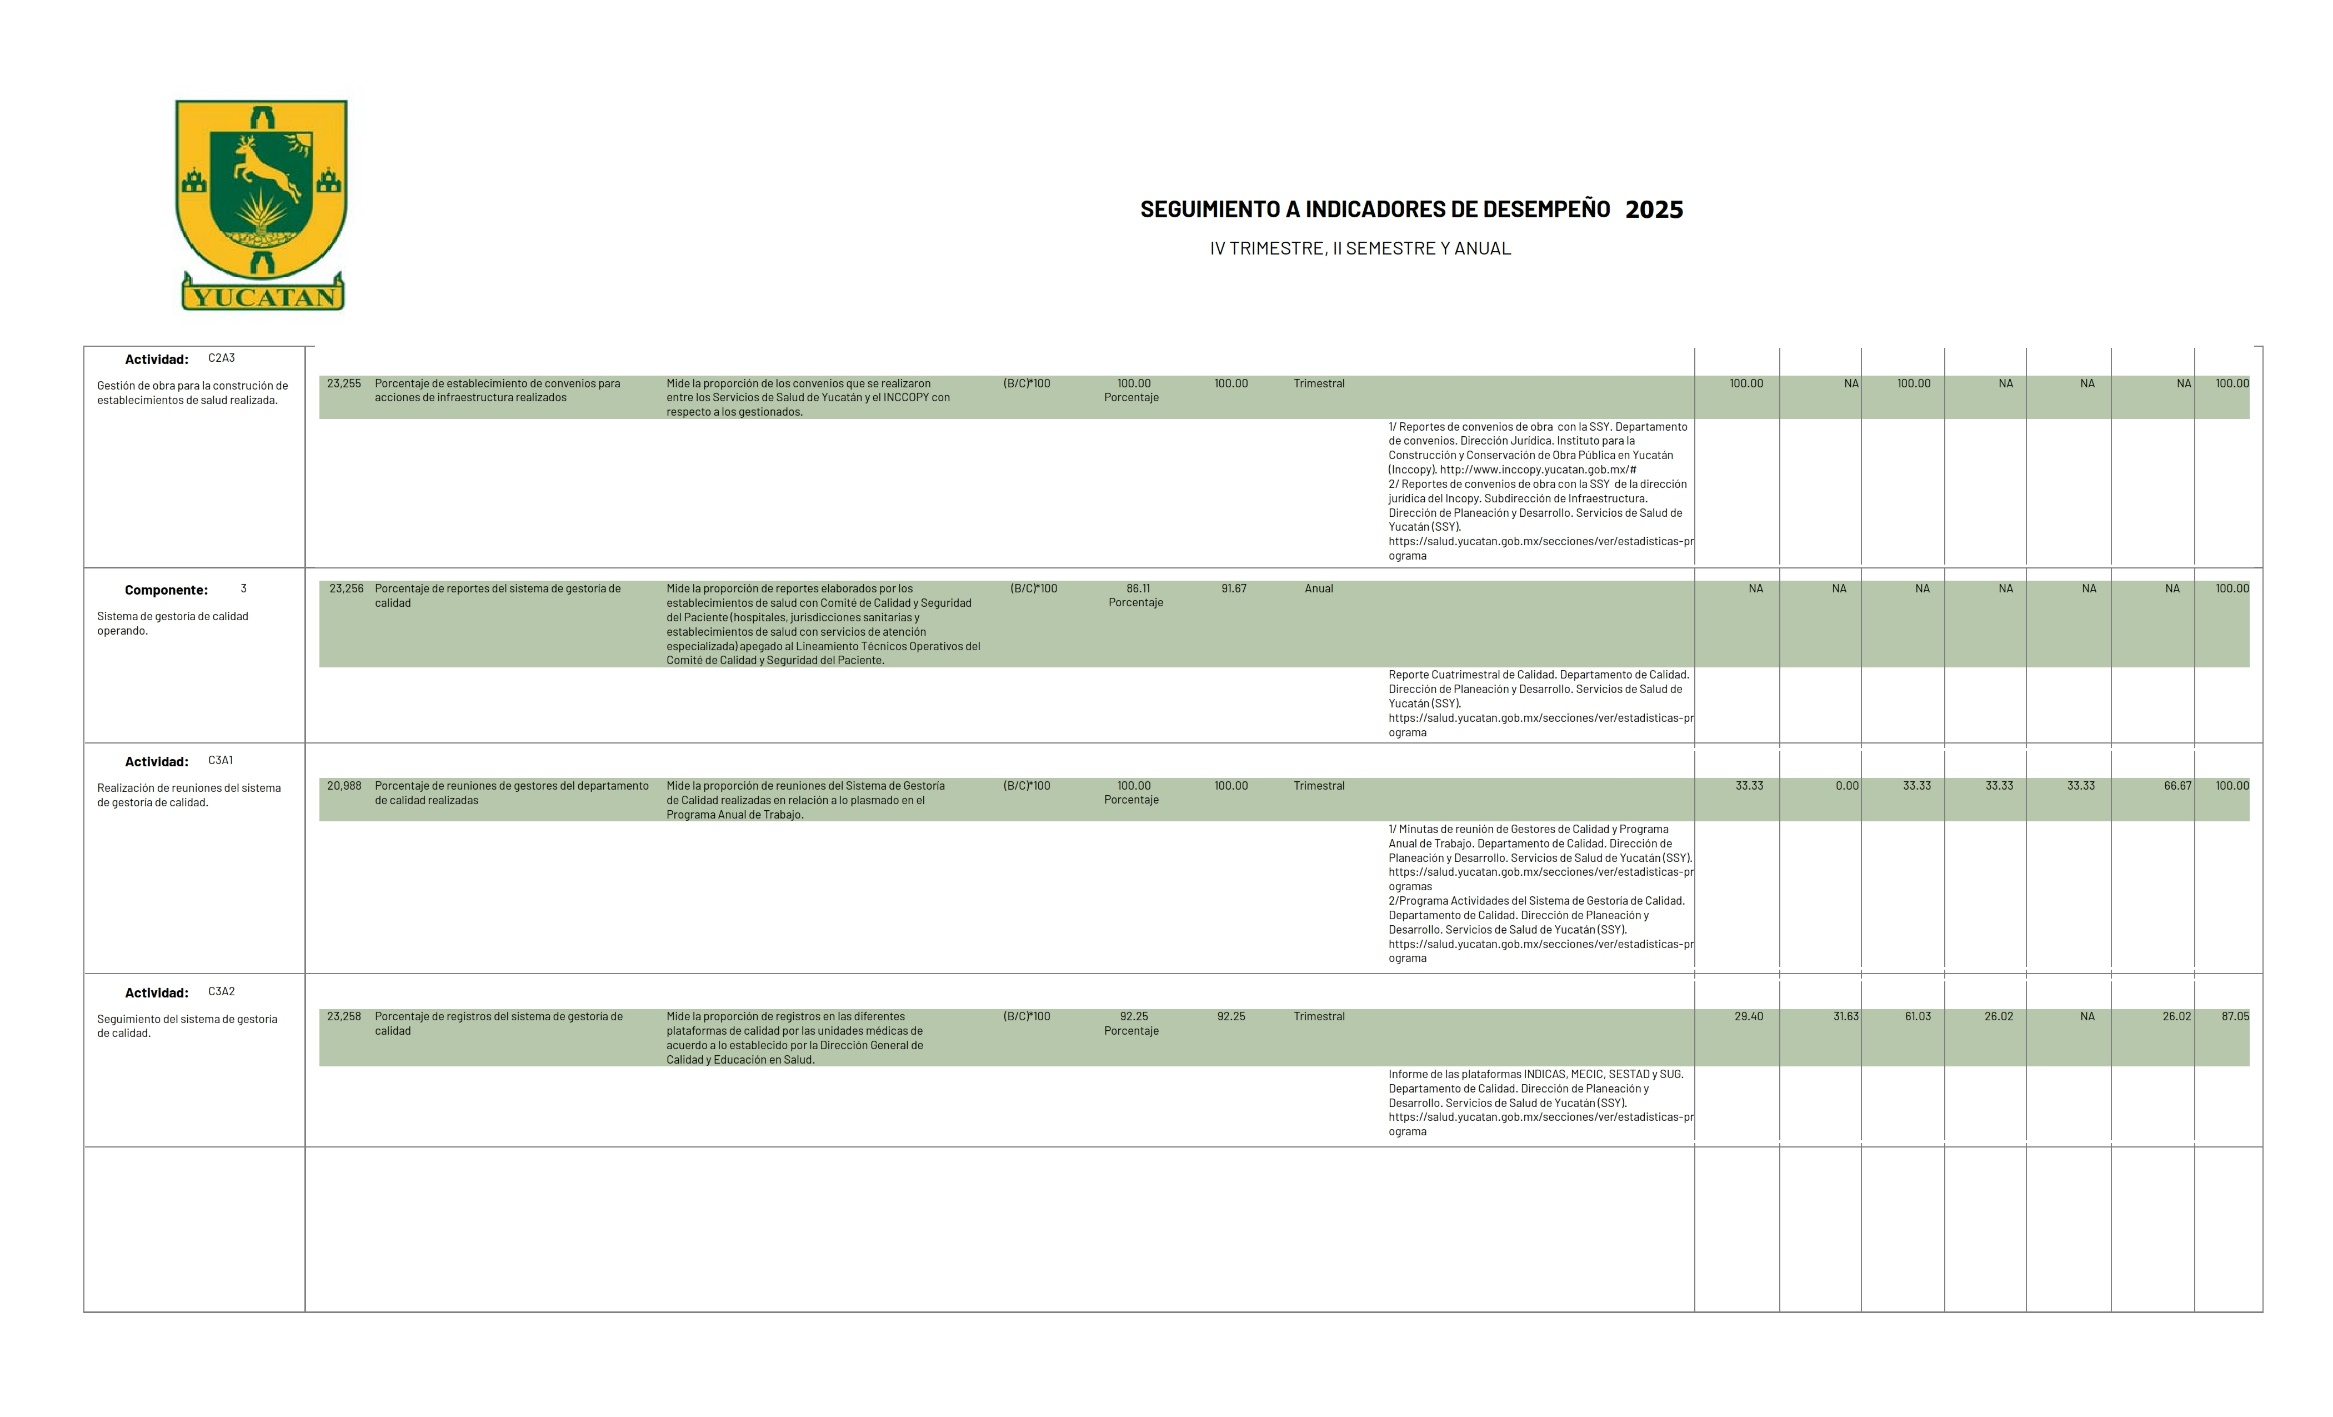 YUCATAN
SEGUIMIENTO A INDICADORES DE DESEMPEÑO 2025
IV TRIMESTRE, II SEMESTRE Y ANUAL
Actividad: C2A3
Gestión de obra para la construción de
establecimientos de salud realizada.
23,255 Porcentaje de establecimiento de convenios para
acciones de infraestructura realizados
Mide la proporción de los convenios que se realizaron
entre los Servicios de Salud de Yucatán y el INCCOPY con
respecto a los gestionados.
(B/C)*100 100.00 100.00 Trimestral
Porcentaje
100.00 NA 100.00 NA NA NA 100.00
1/ Reportes de convenios de obra con la SSY. Departamento
de convenios. Dirección Jurídica. Instituto para la
Construcción y Conservación de Obra Pública en Yucatán
(Inccopy). http://www.inccopy.yucatan.gob.mx/#
2/ Reportes de convenios de obra con la SSY de la dirección
jurídica del Incopy. Subdirección de Infraestructura.
Dirección de Planeación y Desarrollo. Servicios de Salud de
Yucatán (SSY).
https://salud.yucatan.gob.mx/secciones/ver/estadisticas-pr
ograma
Componente: 3
Sistema de gestoría de calidad
operando.
23,256 Porcentaje de reportes del sistema de gestoría de
calidad
Mide la proporción de reportes elaborados por los
establecimientos de salud con Comité de Calidad y Seguridad
del Paciente (hospitales, jurisdicciones sanitarias y
establecimientos de salud con servicios de atención
especializada) apegado al Lineamiento Técnicos Operativos del
Comité de Calidad y Seguridad del Paciente.
(B/C)*100 86.11 91.67 Anual
Porcentaje
NA NA NA NA NA NA 100.00
Reporte Cuatrimestral de Calidad. Departamento de Calidad.
Dirección de Planeación y Desarrollo. Servicios de Salud de
Yucatán (SSY).
https://salud.yucatan.gob.mx/secciones/ver/estadisticas-pr
ograma
Actividad: C3A1
Realización de reuniones del sistema
de gestoría de calidad.
20,988 Porcentaje de reuniones de gestores del departamento
de calidad realizadas
Mide la proporción de reuniones del Sistema de Gestoría
de Calidad realizadas en relación a lo plasmado en el
Programa Anual de Trabajo.
(B/C)*100 100.00 100.00 Trimestral
Porcentaje
33.33 0.00 33.33 33.33 33.33 66.67 100.00
1/ Minutas de reunión de Gestores de Calidad y Programa
Anual de Trabajo. Departamento de Calidad. Dirección de
Planeación y Desarrollo. Servicios de Salud de Yucatán (SSY).
https://salud.yucatan.gob.mx/secciones/ver/estadisticas-pr
ogramas
2/Programa Actividades del Sistema de Gestoría de Calidad.
Departamento de Calidad. Dirección de Planeación y
Desarrollo. Servicios de Salud de Yucatán (SSY).
https://salud.yucatan.gob.mx/secciones/ver/estadisticas-pr
ograma
Actividad: C3A2
Seguimiento del sistema de gestoría
de calidad.
23,258 Porcentaje de registros del sistema de gestoría de
calidad
Mide la proporción de registros en las diferentes
plataformas de calidad por las unidades médicas de
acuerdo a lo establecido por la Dirección General de
Calidad y Educación en Salud.
(B/C)*100 92.25 92.25 Trimestral
Porcentaje
29.40 31.63 61.03 26.02 NA 26.02 87.05
Informe de las plataformas INDICAS, MECIC, SESTAD y SUG.
Departamento de Calidad. Dirección de Planeación y
Desarrollo. Servicios de Salud de Yucatán (SSY).
https://salud.yucatan.gob.mx/secciones/ver/estadisticas-pr
ograma